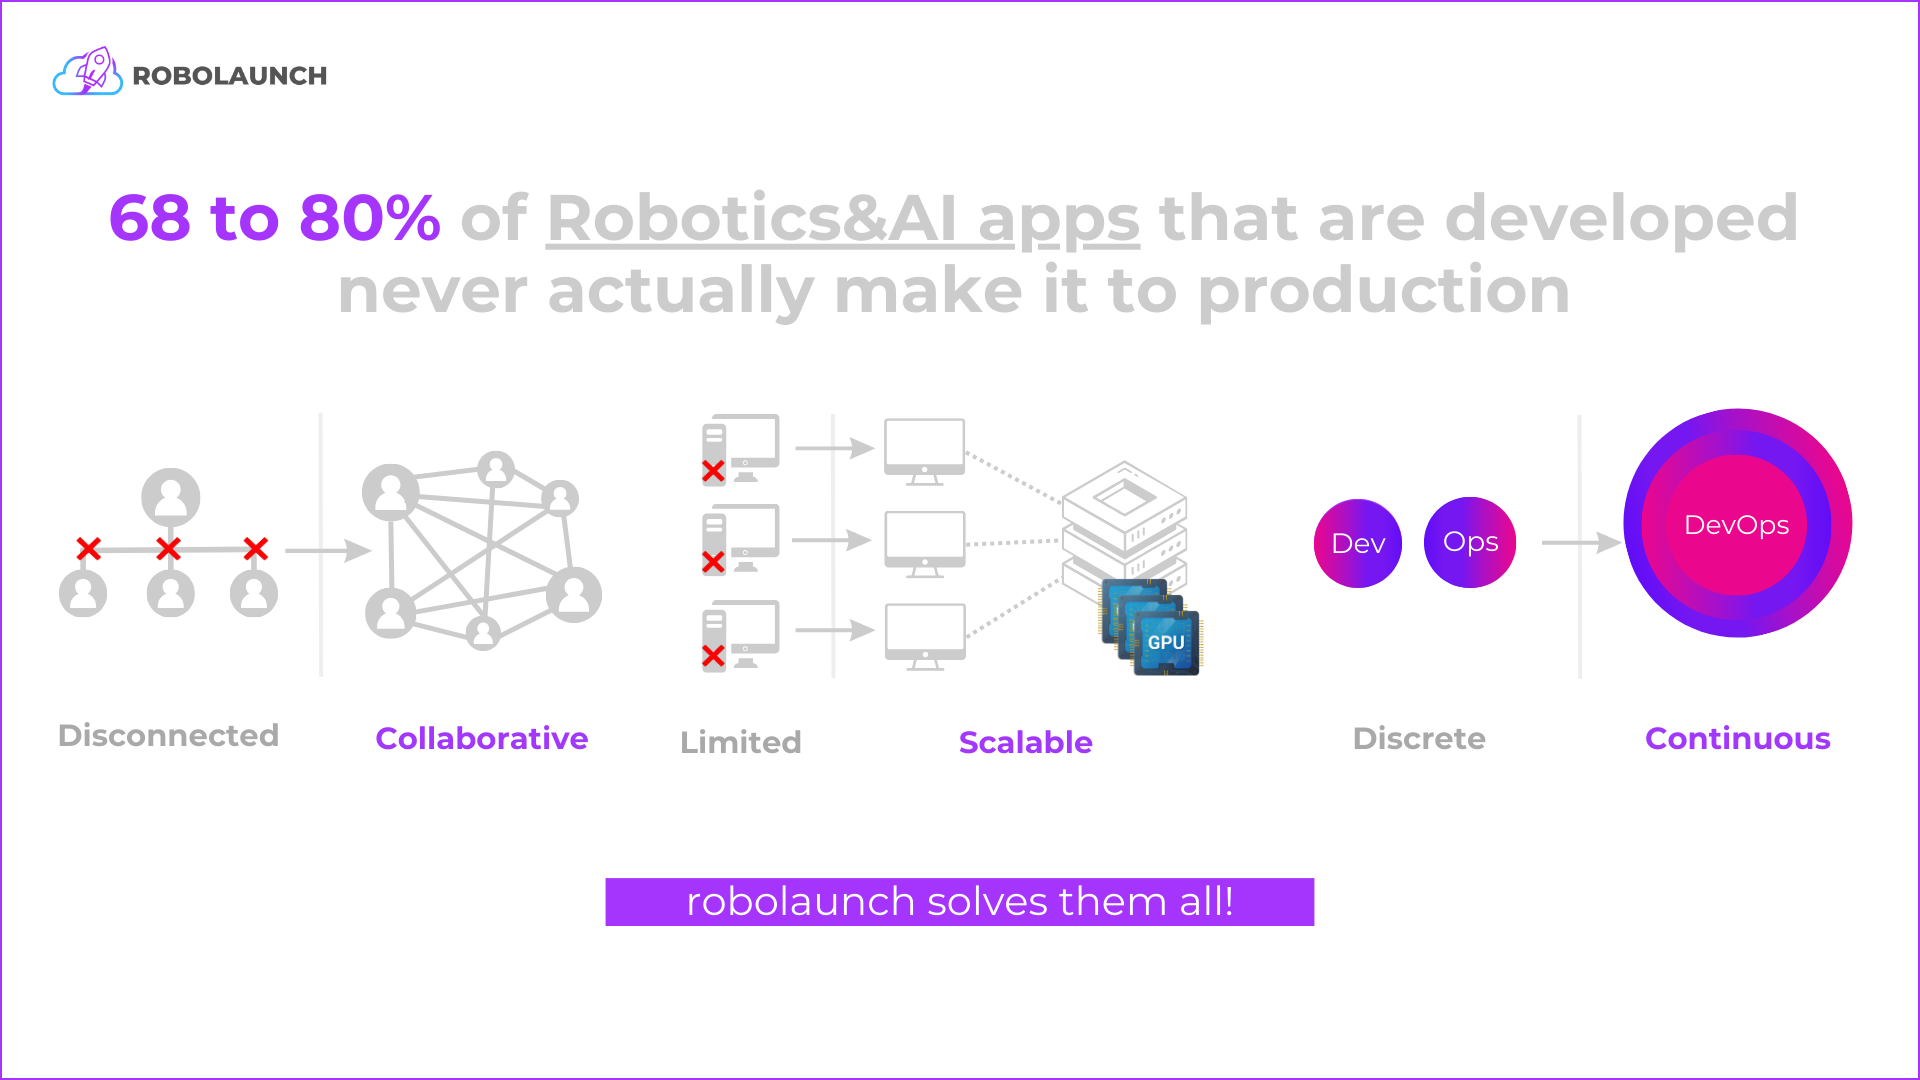 ROBOLAUNCH
68 to 80% of Robotics&AI apps that are developed
never actually make it to production
GPU
Dev
Ops
DevOps
Disconnected
Collaborative
Limited
Scalable
Discrete
Continuous
robolaunch solves them all!